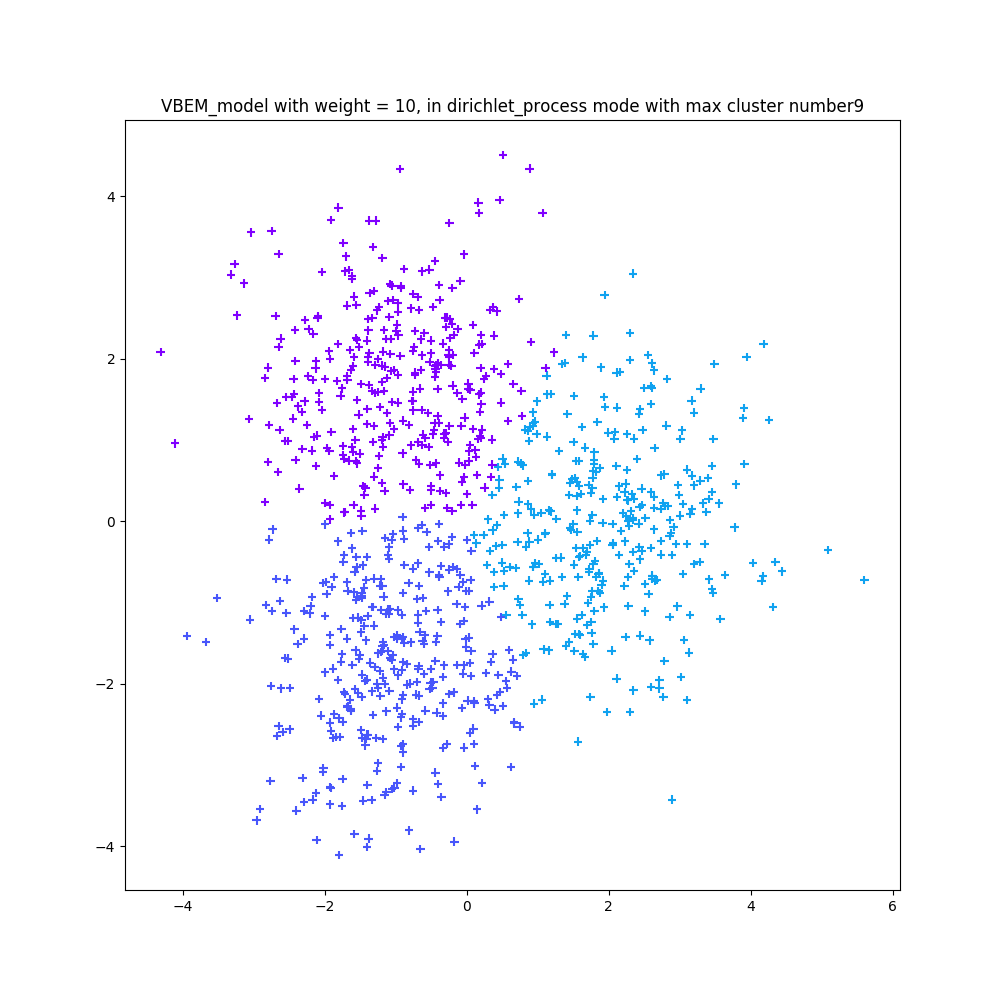 VBEM_model with weight = 10, in dirichlet_process mode with max cluster number9
4
2
0
−2
−4
−4 −2 0 2 4 6